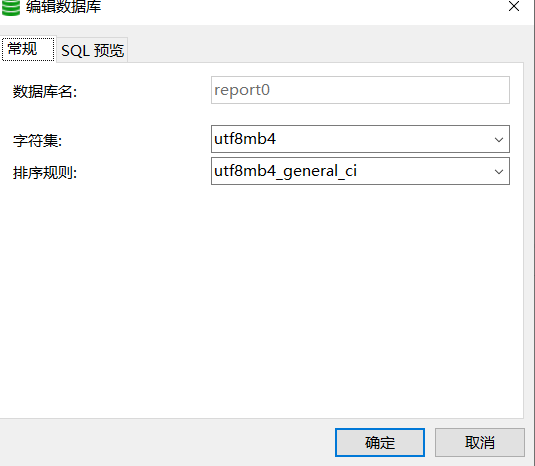 编辑数据库
常规
SQL 预览
数据库名:
report0
字符集:
utf8mb4
排序规则:
utf8mb4_general_ci
确定
取消